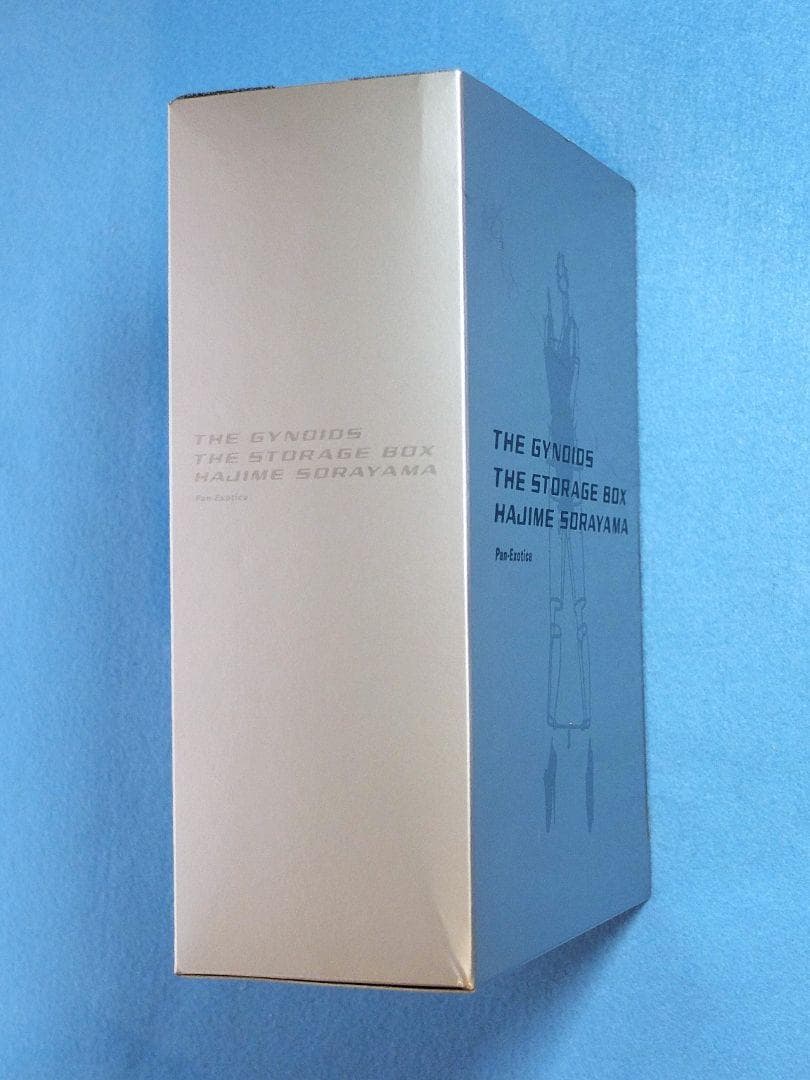 THE GYNOIDS
THE STORAGE BOX
HAJIME SORAYAMA
Pan-Exotica
THE GYNOIDS
THE STORAGE BOX
HAJIME SORAYAMA
Pan-Exotica